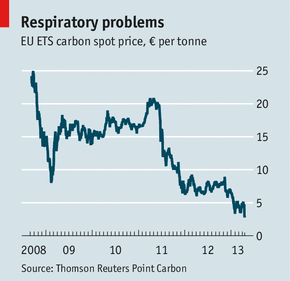 Respiratory problems
EU ETS carbon spot price, € per tonne
25
20
15
10
5
0
2008 09 10 11 12 13
Source: Thomson Reuters Point Carbon